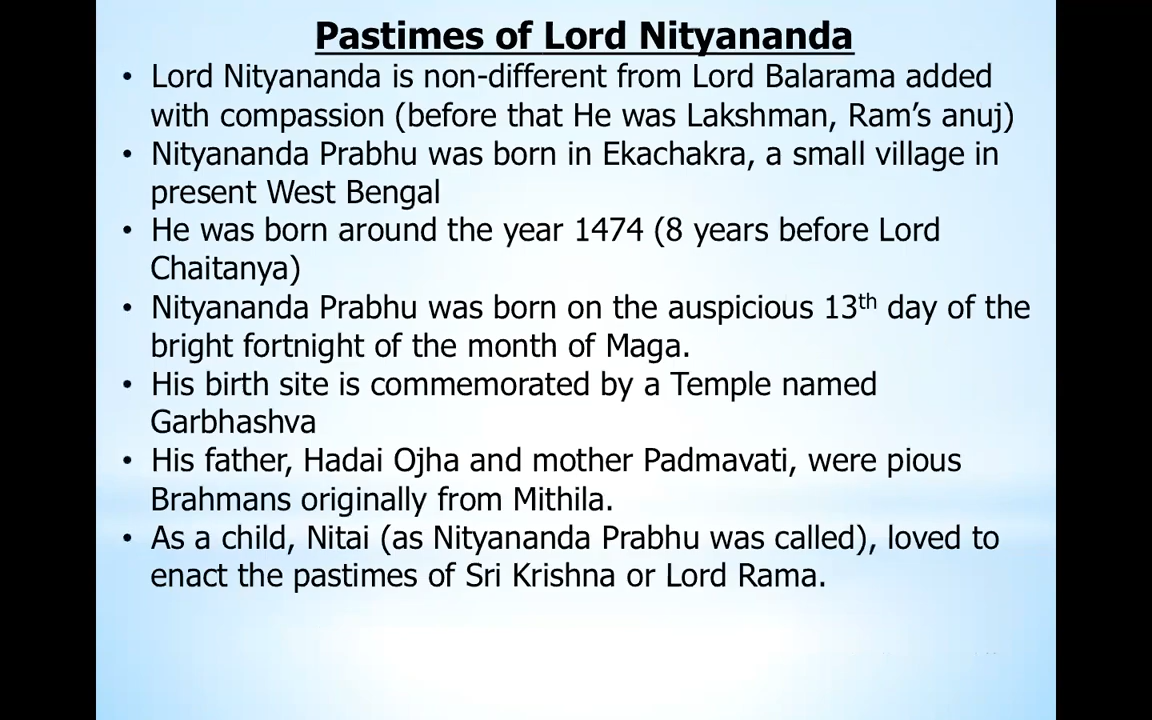 Pastimes of Lord Nityananda
• Lord Nityananda is non-different from Lord Balarama added
with compassion (before that He was Lakshman, Ram's anuj)
• Nityananda Prabhu was born in Ekachakra, a small village in
present West Bengal
• He was born around the year 1474 (8 years before Lord
Chaitanya)
• Nityananda Prabhu was born on the auspicious 13th day of the
bright fortnight of the month of Maga.
• His birth site is commemorated by a Temple named
Garbhashva
• His father, Hadai Ojha and mother Padmavati, were pious
Brahmans originally from Mithila.
• As a child, Nitai (as Nityananda Prabhu was called), loved to
enact the pastimes of Sri Krishna or Lord Rama.